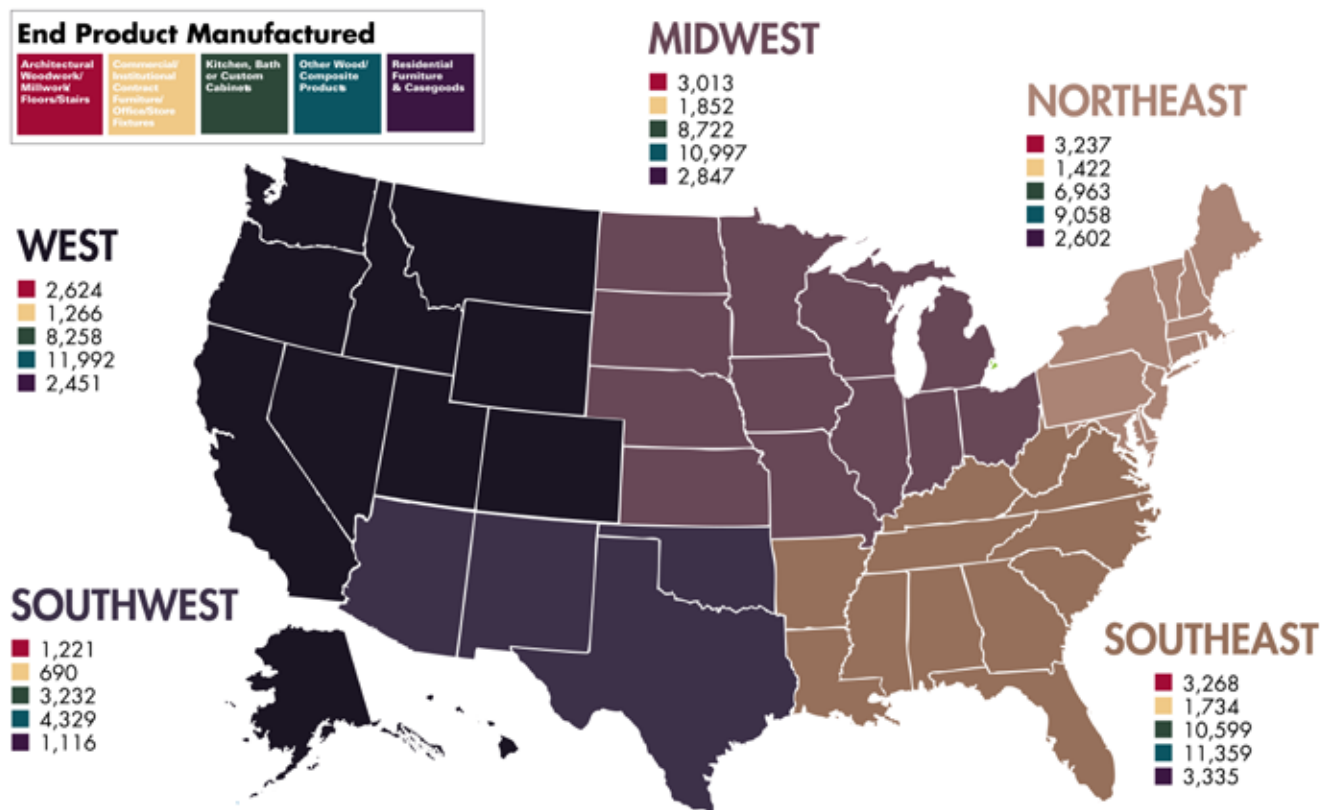 End Product Manufactured
Architectural
Woodwork/
Millwork/
Floors/Stairs
Commercial/
Institutional
Contract
Furniture/
Office/Store
Fixtures
Kitchen, Bath
or Custom
Cabinets
Other Wood/
Composite
Products
Residential
Furniture
& Casegoods
MIDWEST
3,013
1,852
8,722
10,997
2,847
NORTHEAST
3,237
1,422
6,963
9,058
2,602
WEST
2,624
1,266
8,258
11,992
2,451
SOUTHWEST
1,221
690
3,232
4,329
1,116
SOUTHEAST
3,268
1,734
10,599
11,359
3,335